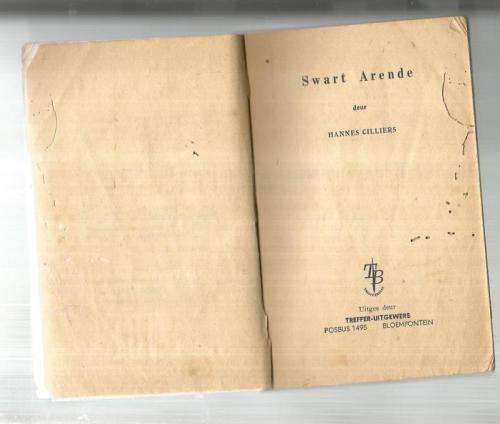 Swart Arende
deur
HANNES CILLIERS
TB
Uitgee deur
TREFFER-UITGEWERS
POSBUS 1495 BLOEMFONTEIN